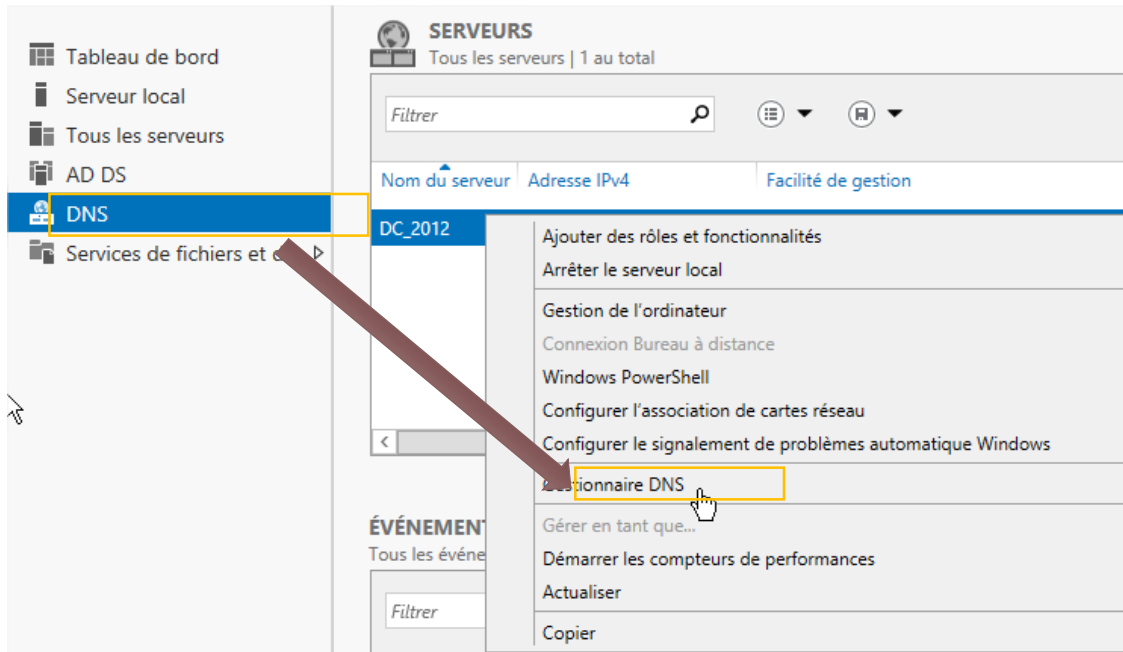 Tableau de bord
Serveur local
Tous les serveurs
AD DS
DNS
Services de fichiers et
SERVEURS
Tous les serveurs | 1 au total
Filtrer
Nom du serveur Adresse IPv4 Facilité de gestion
DC_2012
Ajouter des rôles et fonctionnalités
Arrêter le serveur local
Gestion de l'ordinateur
Connexion Bureau à distance
Windows PowerShell
Configurer l'association de cartes réseau
Configurer le signalement de problèmes automatique Windows
Gestionnaire DNS
Gérer en tant que...
Démarrer les compteurs de performances
Actualiser
Copier
ÉVÉNEMEN
Tous les événe
Filtrer